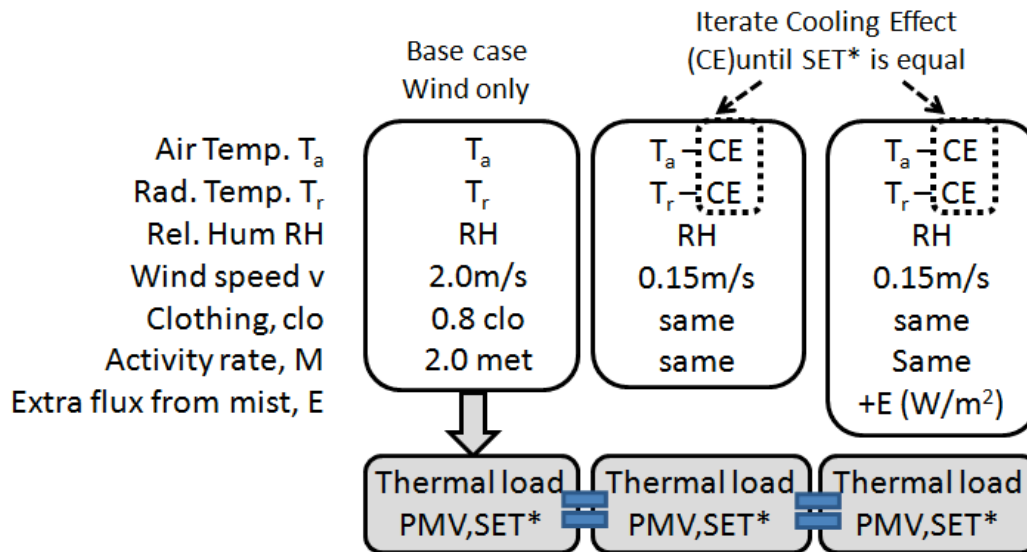 Iterate Cooling Effect
(CE)until SET* is equal
Base case
Wind only
Air Temp. Tₐ Tₐ Tₐ – CE Tₐ – CE
Rad. Temp. Tᵣ Tᵣ Tᵣ – CE Tᵣ – CE
Rel. Hum RH RH RH RH
Wind speed v 2.0m/s 0.15m/s 0.15m/s
Clothing, clo 0.8 clo same same
Activity rate, M 2.0 met same Same
Extra flux from mist, E +E (W/m²)
Thermal load Thermal load Thermal load
PMV,SET* PMV,SET* PMV,SET*